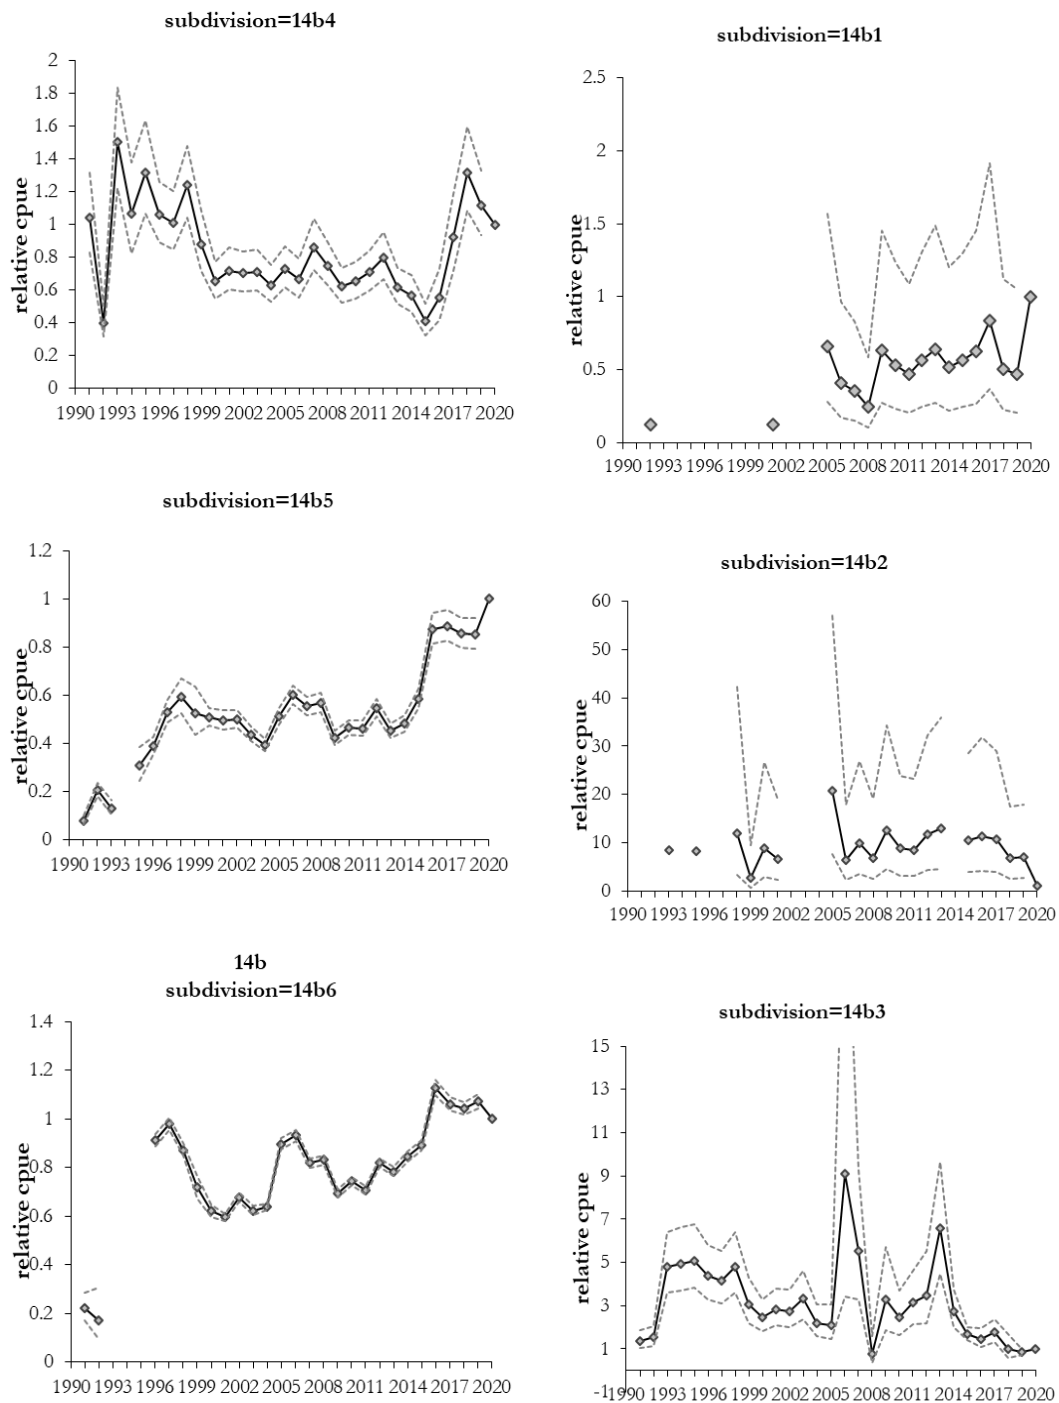 subdivision=14b4
2
1.8
1.6
1.4
1.2
1
0.8
0.6
0.4
0.2
0
relative cpue
1990 1993 1996 1999 2002 2005 2008 2011 2014 2017 2020
subdivision=14b1
2.5
2
1.5
1
0.5
0
relative cpue
1990 1993 1996 1999 2002 2005 2008 2011 2014 2017 2020
subdivision=14b5
1.2
1
0.8
0.6
0.4
0.2
0
relative cpue
1990 1993 1996 1999 2002 2005 2008 2011 2014 2017 2020
subdivision=14b2
60
50
40
30
20
10
0
relative cpue
1990 1993 1996 1999 2002 2005 2008 2011 2014 2017 2020
14b
subdivision=14b6
1.4
1.2
1
0.8
0.6
0.4
0.2
0
relative cpue
1990 1993 1996 1999 2002 2005 2008 2011 2014 2017 2020
subdivision=14b3
15
13
11
9
7
5
3
1
-1
relative cpue
1990 1993 1996 1999 2002 2005 2008 2011 2014 2017 2020